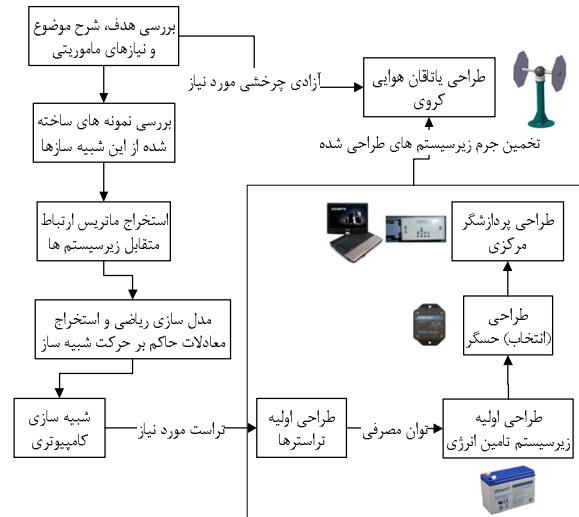 بررسی هدف، شرح موضوع
و نیازهای ماموریتی
آزادی چرخشی مورد نیاز
طراحی یاتاقان هوایی
کروی
بررسی نمونه های ساخته
شده از این شبیه سازها
تخمین جرم زیرسیستم های طراحی شده
استخراج ماتریس ارتباط
متقابل زیرسیستم ها
طراحی پردازشگر
مرکزی
مدل سازی ریاضی و استخراج
معادلات حاکم بر حرکت شبیه ساز
طراحی
(انتخاب) حسگر
شبیه سازی
کامپیوتری
تراست مورد نیاز
طراحی اولیه
تراسترها
توان مصرفی
طراحی اولیه
زیرسیستم تامین انرژی